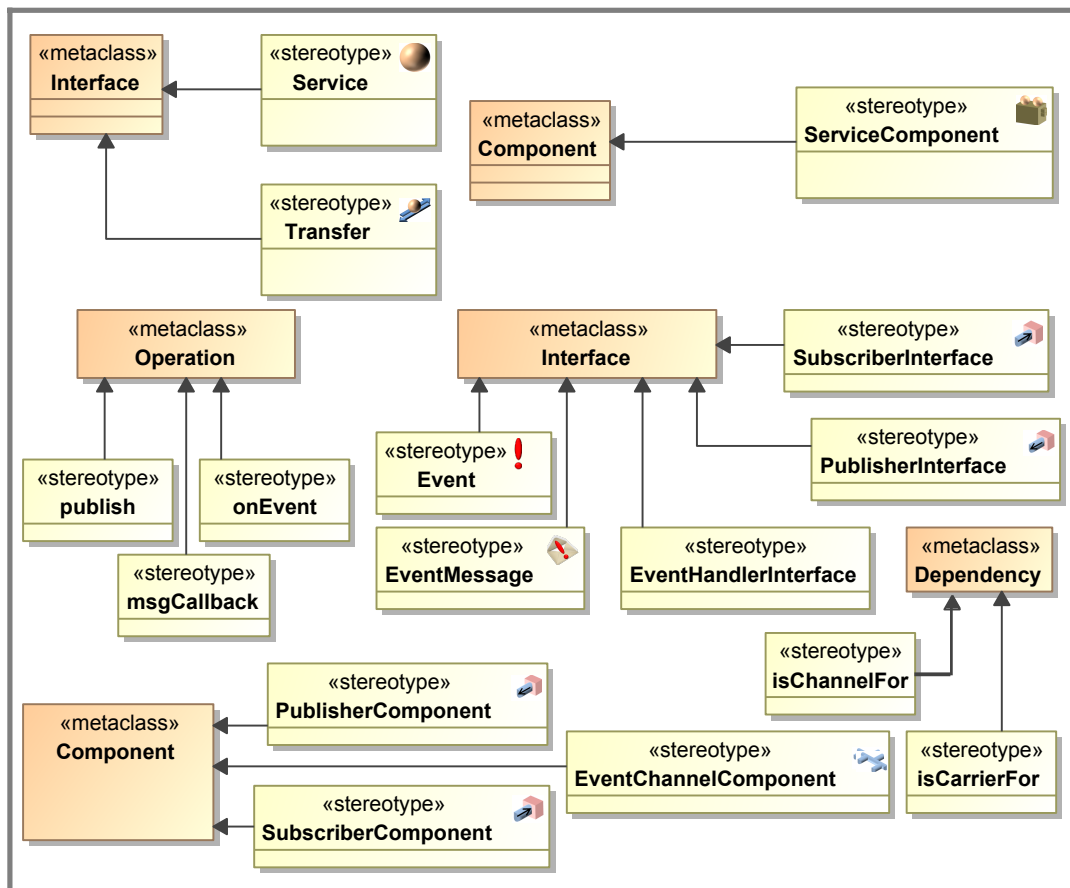 «metaclass»
Interface
«stereotype»
Service
«metaclass»
Component
«stereotype»
ServiceComponent
«stereotype»
Transfer
«metaclass»
Operation
«metaclass»
Interface
«stereotype»
SubscriberInterface
«stereotype»
publish
«stereotype»
onEvent
«stereotype»
Event
«stereotype»
PublisherInterface
«stereotype»
msgCallback
«stereotype»
EventMessage
«stereotype»
EventHandlerInterface
«metaclass»
Dependency
«stereotype»
isChannelFor
«metaclass»
Component
«stereotype»
PublisherComponent
«stereotype»
EventChannelComponent
«stereotype»
isCarrierFor
«stereotype»
SubscriberComponent